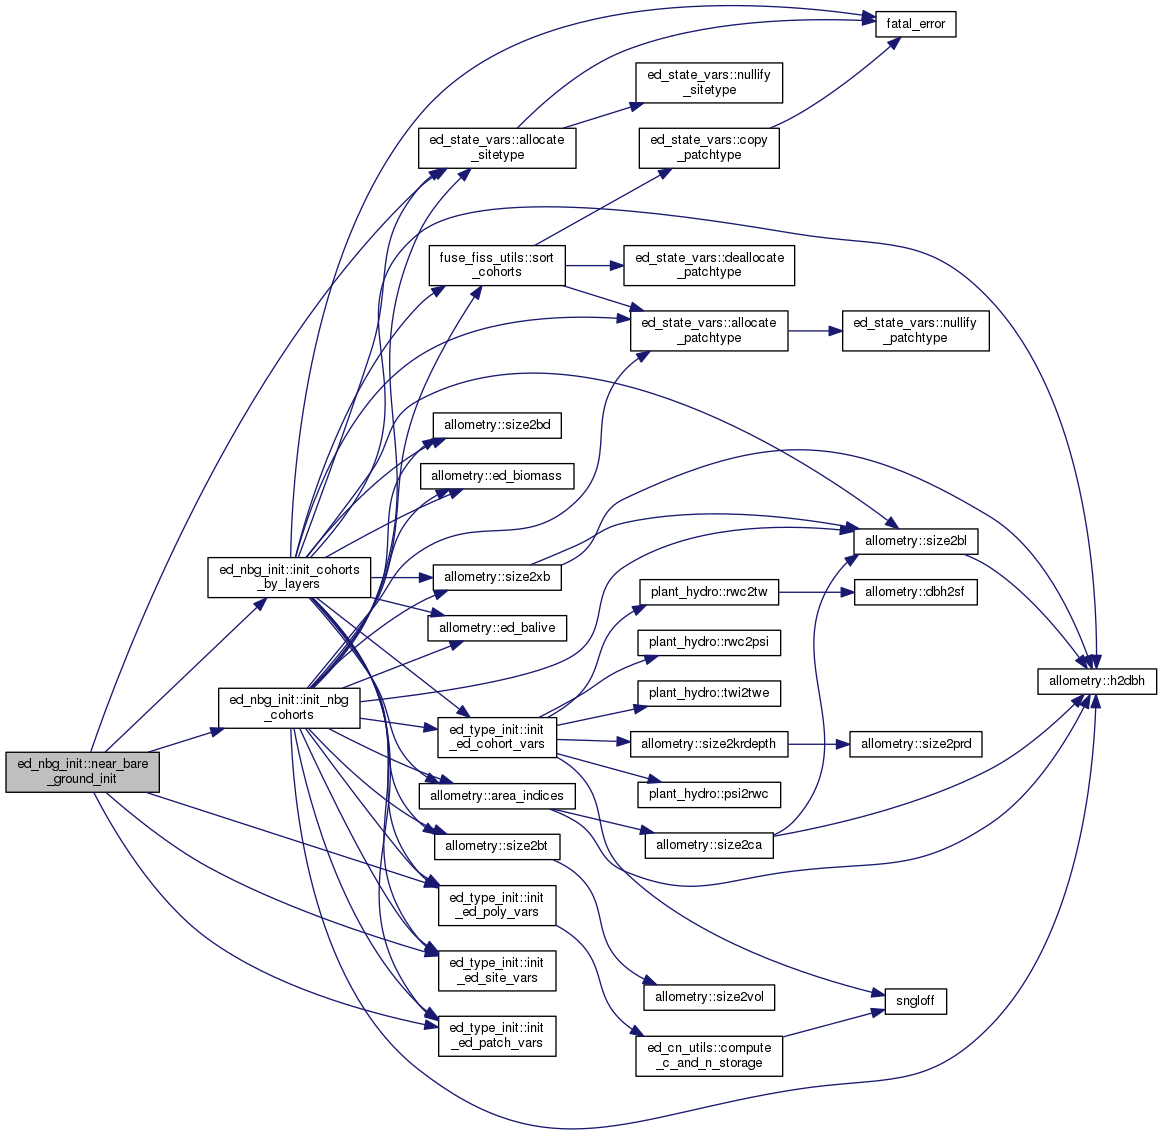 fatal_error
ed_state_vars::nullify
_sitetype
ed_state_vars::allocate
_sitetype
ed_state_vars::copy
_patchtype
fuse_fiss_utils::sort
_cohorts
ed_state_vars::deallocate
_patchtype
ed_state_vars::allocate
_patchtype
ed_state_vars::nullify
_patchtype
allometry::size2bd
allometry::ed_biomass
allometry::size2bl
ed_nbg_init::init_cohorts
_by_layers
allometry::size2xb
plant_hydro::rwc2tw
allometry::dbh2sf
allometry::ed_balive
plant_hydro::rwc2psi
allometry::h2dbh
plant_hydro::twi2twe
ed_nbg_init::init_nbg
_cohorts
ed_type_init::init
_ed_cohort_vars
allometry::size2krdepth
allometry::size2prd
ed_nbg_init::near_bare
_ground_init
allometry::area_indices
plant_hydro::psi2rwc
allometry::size2bt
allometry::size2ca
ed_type_init::init
_ed_poly_vars
ed_type_init::init
_ed_site_vars
allometry::size2vol
sngloff
ed_type_init::init
_ed_patch_vars
ed_cn_utils::compute
_c_and_n_storage